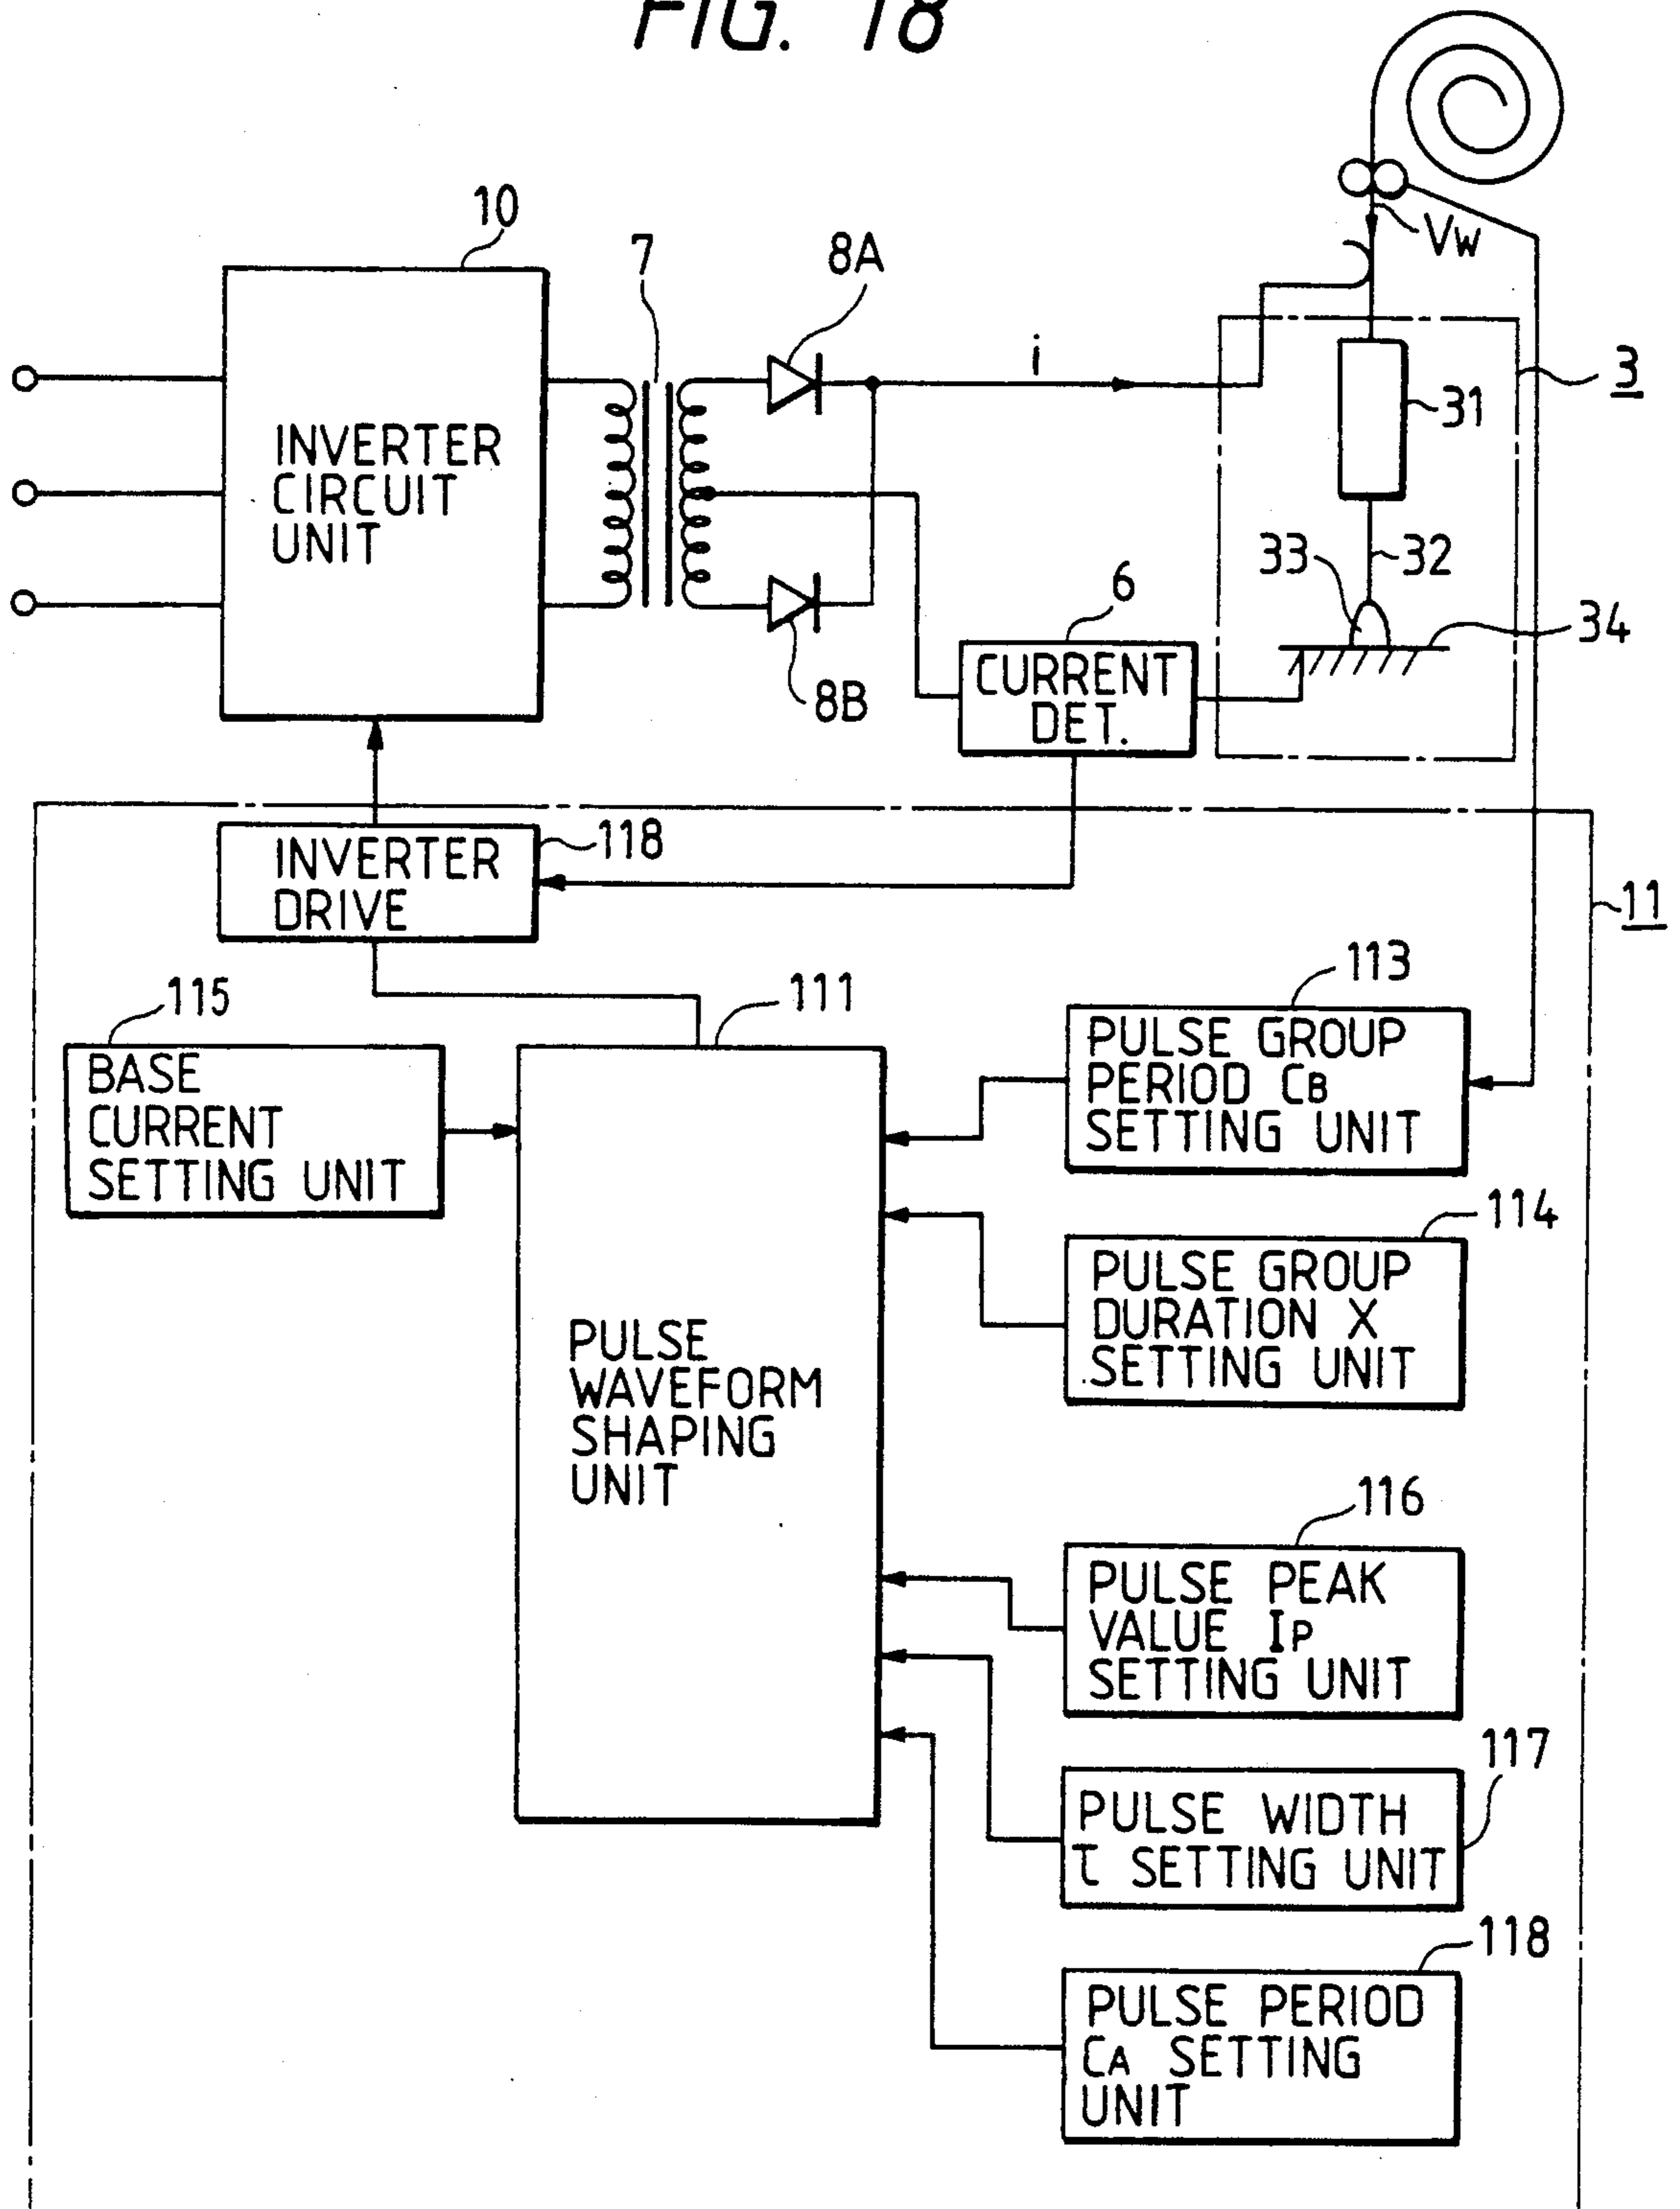 FIG. 18
10
7
8A
Vw
i
3
31
INVERTER
CIRCUIT
UNIT
33
32
6
34
CURRENT
DET.
8B
INVERTER
DRIVE
118
11
115
111
113
BASE
CURRENT
SETTING UNIT
PULSE GROUP
PERIOD CB
SETTING UNIT
114
PULSE GROUP
DURATION X
SETTING UNIT
PULSE
WAVEFORM
SHAPING
UNIT
116
PULSE PEAK
VALUE IP
SETTING UNIT
117
PULSE WIDTH
τ SETTING UNIT
118
PULSE PERIOD
CA SETTING
UNIT